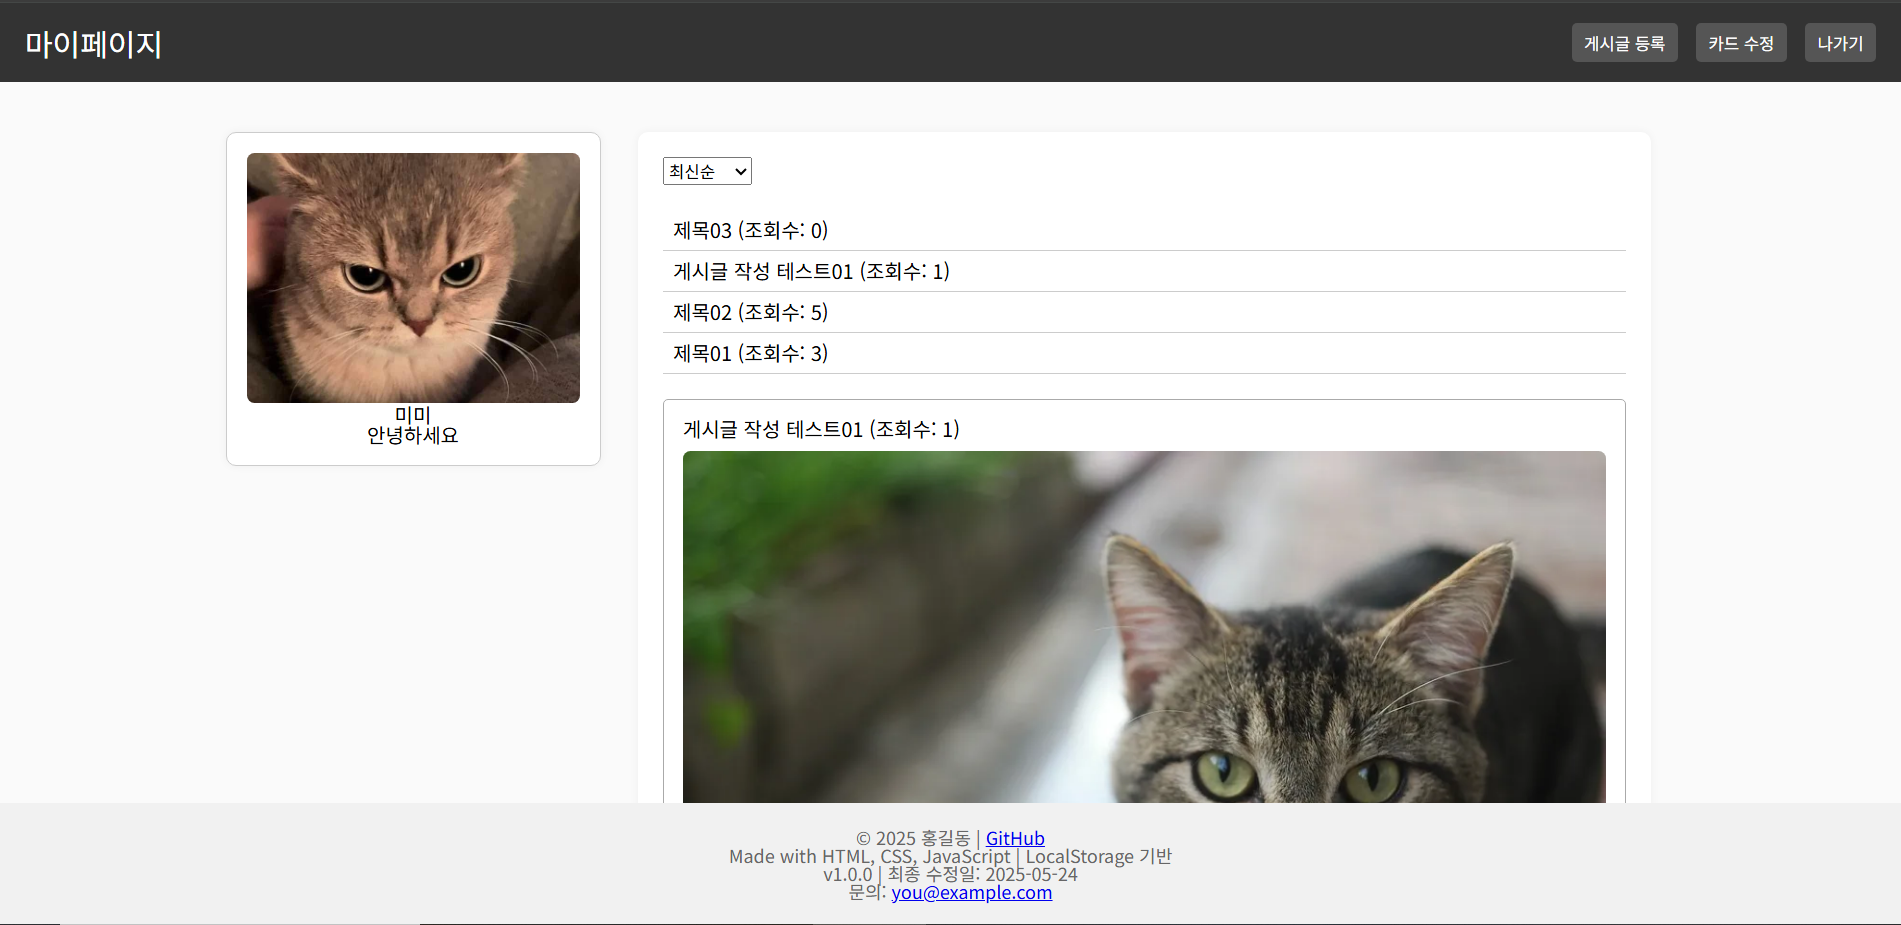 마이페이지
게시글 등록
카드 수정
나가기
미미
안녕하세요
최신순
제목03 (조회수: 0)
게시글 작성 테스트01 (조회수: 1)
제목02 (조회수: 5)
제목01 (조회수: 3)
게시글 작성 테스트01 (조회수: 1)
© 2025 홍길동 | GitHub
Made with HTML, CSS, JavaScript | LocalStorage 기반
v1.0.0 | 최종 수정일: 2025-05-24
문의: you@example.com